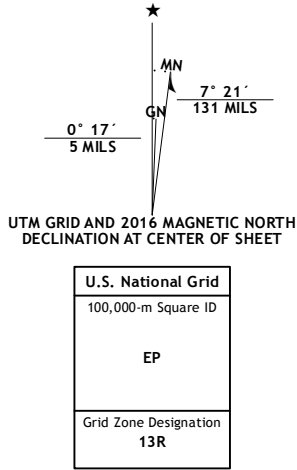 MN
GN
7° 21´
131 MILS
0° 17´
5 MILS
UTM GRID AND 2016 MAGNETIC NORTH
DECLINATION AT CENTER OF SHEET
U.S. National Grid
100,000-m Square ID
EP
Grid Zone Designation
13R